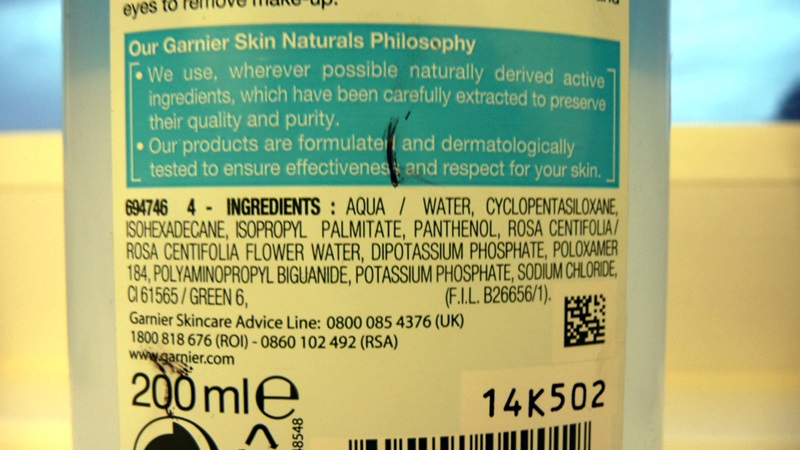 eyes to remove make-up.
Our Garnier Skin Naturals Philosophy
• We use, wherever possible naturally derived active
ingredients, which have been carefully extracted to preserve
their quality and purity.
• Our products are formulated and dermatologically
tested to ensure effectiveness and respect for your skin.
694746 4 - INGREDIENTS : AQUA / WATER, CYCLOPENTASILOXANE,
ISOHEXADECANE, ISOPROPYL PALMITATE, PANTHENOL, ROSA CENTIFOLIA /
ROSA CENTIFOLIA FLOWER WATER, DIPOTASSIUM PHOSPHATE, POLOXAMER
184, POLYAMINOPROPYL BIGUANIDE, POTASSIUM PHOSPHATE, SODIUM CHLORIDE,
CI 61565 / GREEN 6, (F.I.L. B26656/1).
Garnier Skincare Advice Line: 0800 085 4376 (UK)
1800 818 676 (ROI) - 0860 102 492 (RSA)
www.garnier.com
200 ml e
14K502